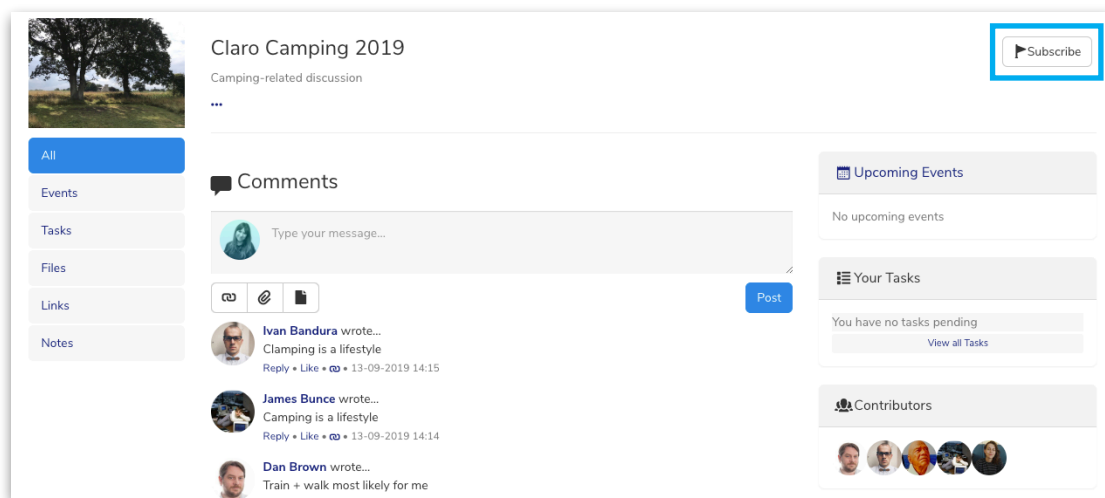 Claro Camping 2019
Subscribe
Camping-related discussion
...
All
Events
Tasks
Files
Links
Notes
Comments
Type your message...
Post
Ivan Bandura wrote...
Clamping is a lifestyle
Reply • Like • 13-09-2019 14:15
James Bunce wrote...
Camping is a lifestyle
Reply • Like • 13-09-2019 14:14
Dan Brown wrote...
Train + walk most likely for me
Upcoming Events
No upcoming events
Your Tasks
You have no tasks pending
View all Tasks
Contributors